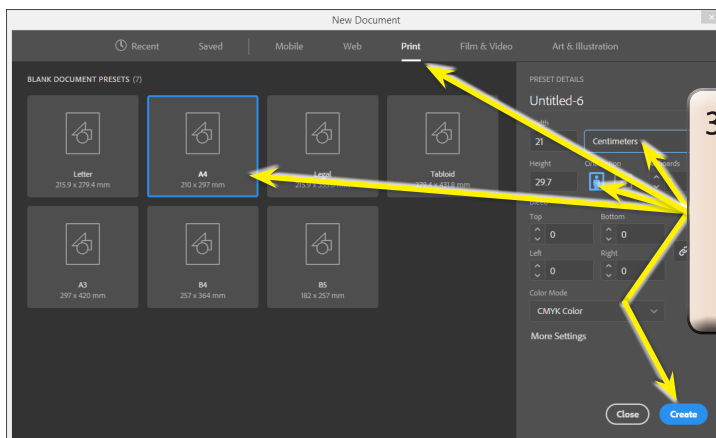 New Document
Recent Saved Mobile Web Print Film & Video Art & Illustration
BLANK DOCUMENT PRESETS (7)
Letter
215.9 x 279.4 mm
A4
210 x 297 mm
Legal
Tabloid
A3
297 x 420 mm
B4
257 x 364 mm
B5
182 x 257 mm
PRESET DETAILS
Untitled-6
21 Centimeters
Height
29.7
Top Bottom
0 0
Left Right
0 0
Color Mode
CMYK Color
More Settings
Close Create
3